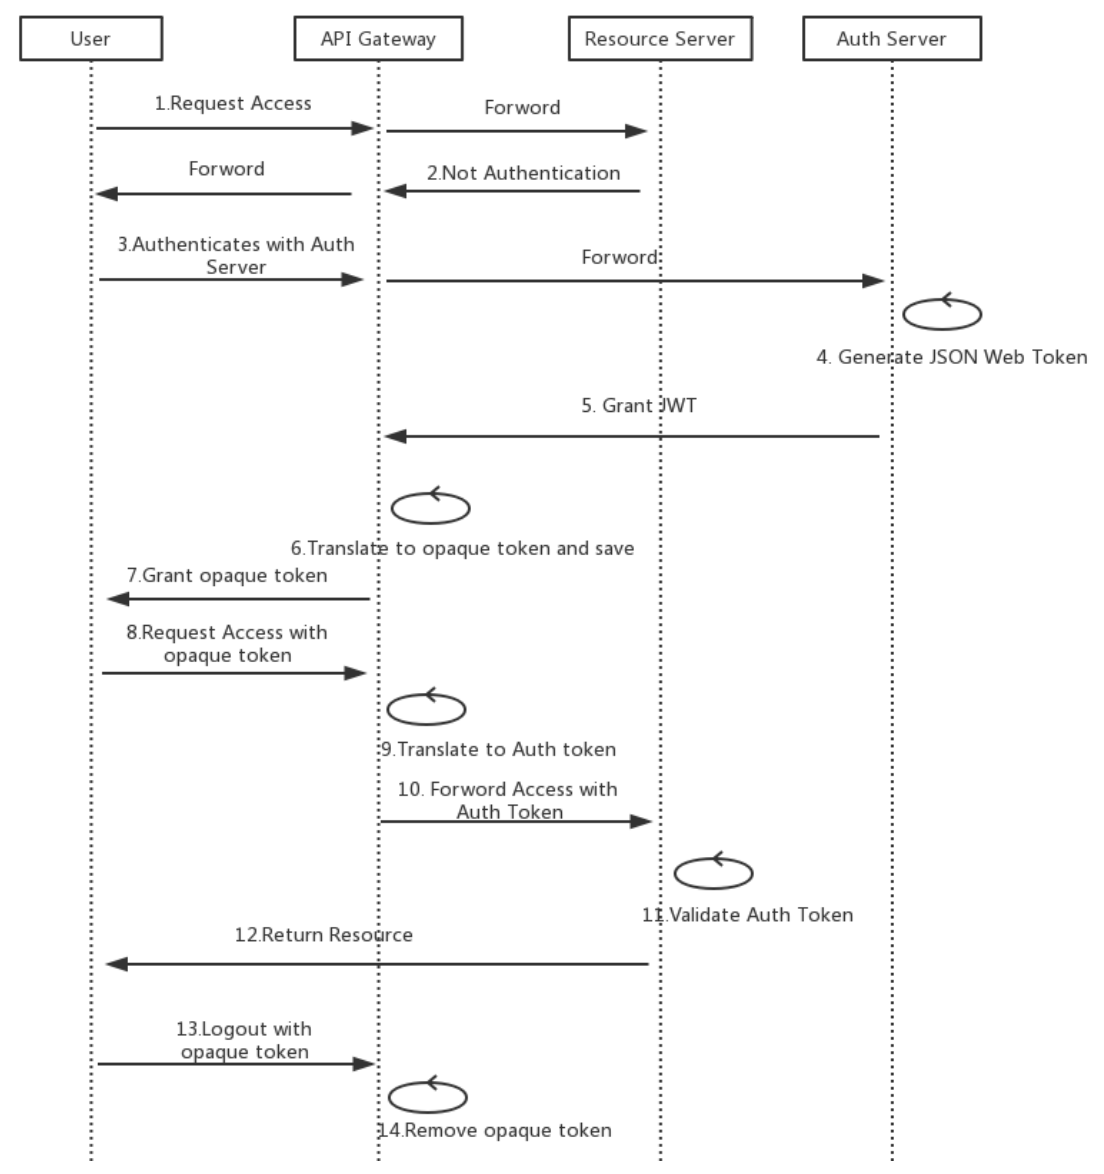 User
API Gateway
Resource Server
Auth Server
1.Request Access
Forword
Forword
2.Not Authentication
3.Authenticates with Auth
Server
Forword
4. Generate JSON Web Token
5. Grant JWT
6.Translate to opaque token and save
7.Grant opaque token
8.Request Access with
opaque token
9.Translate to Auth token
10. Forword Access with
Auth Token
11.Validate Auth Token
12.Return Resource
13.Logout with
opaque token
14.Remove opaque token